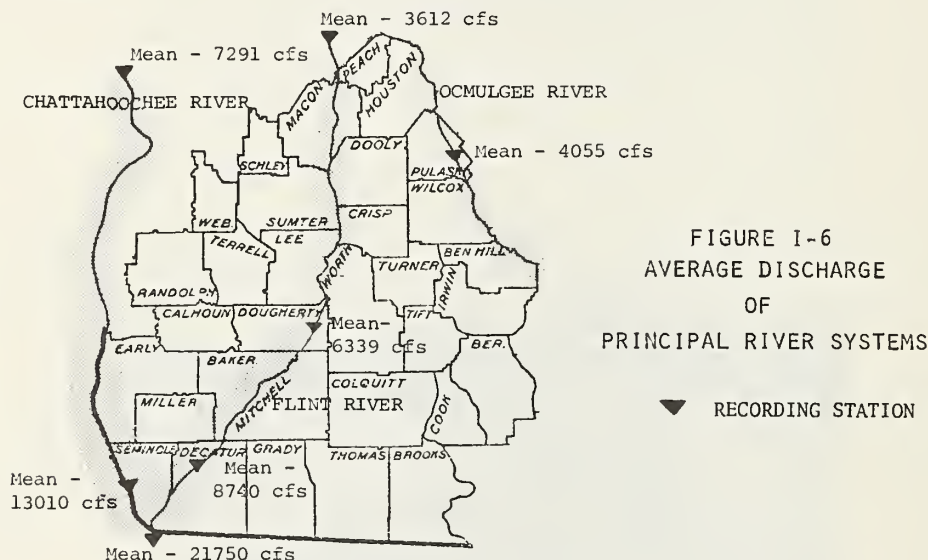 Mean - 3612 cfs
Mean - 7291 cfs
CHATTAHOOCHEE RIVER
MACON
PEACH
HOUSTON
OCMULGEE RIVER
DOOLY
Mean - 4055 cfs
SCHLEY
PULASKI
WILCOX
WEB.
SUMTER
CRISP
TERRELL
LEE
WORTH
TURNER
BEN HILL
IRWIN
RANDOLPH
CALHOUN
DOUGHERTY
Mean-
6339 cfs
TIFT
BER.
EARLY
BAKER
MITCHELL
COLQUITT
COOK
MILLER
FLINT RIVER
SEMINOLE
DECATUR
GRADY
THOMAS
BROOKS
Mean -
8740 cfs
Mean -
13010 cfs
Mean - 21750 cfs
FIGURE I-6
AVERAGE DISCHARGE
OF
PRINCIPAL RIVER SYSTEMS
RECORDING STATION